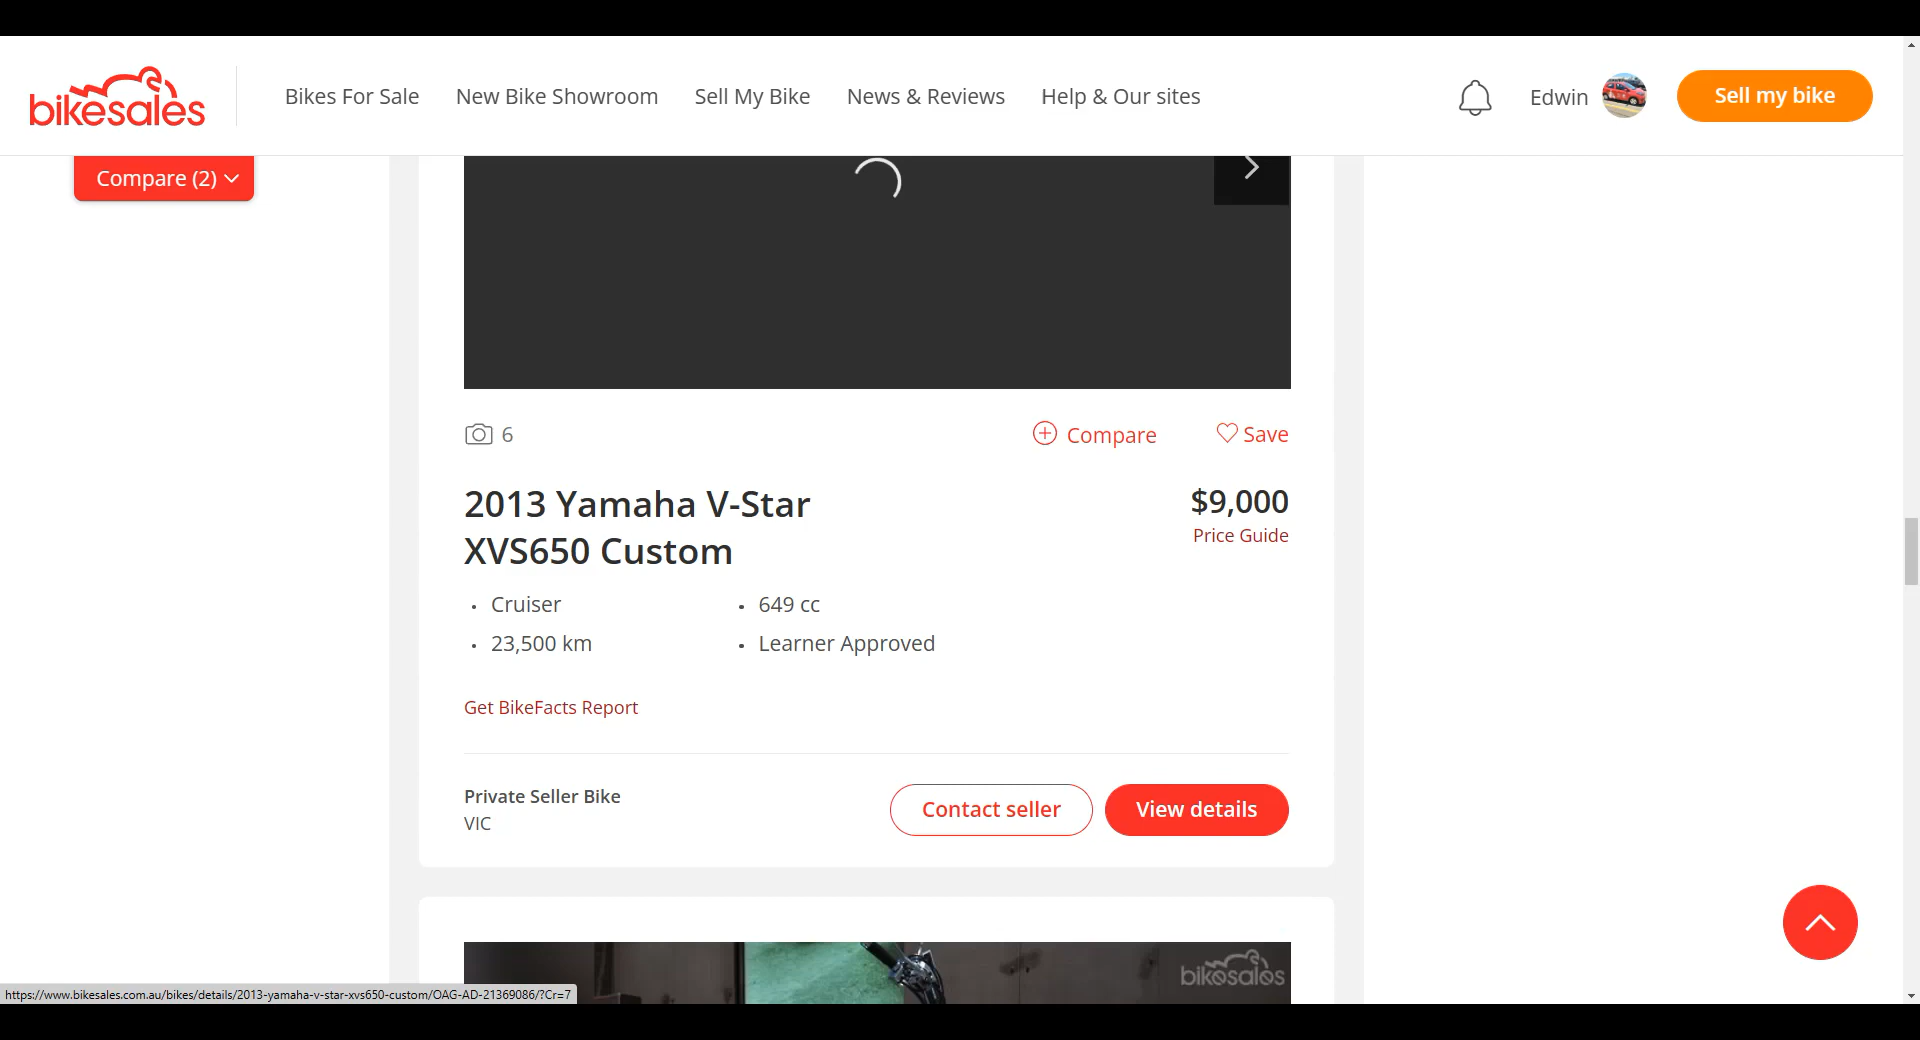 bikesales
Bikes For Sale
New Bike Showroom
Sell My Bike
News & Reviews
Help & Our sites
Edwin
Sell my bike
Compare (2)
6
Compare
Save
2013 Yamaha V-Star
XVS650 Custom
$9,000
Price Guide
Cruiser
649 cc
23,500 km
Learner Approved
Get BikeFacts Report
Private Seller Bike
VIC
Contact seller
View details
bikesales
https://www.bikesales.com.au/bikes/details/2013-yamaha-v-star-xvs650-custom/OAG-AD-21369086/?Cr=7